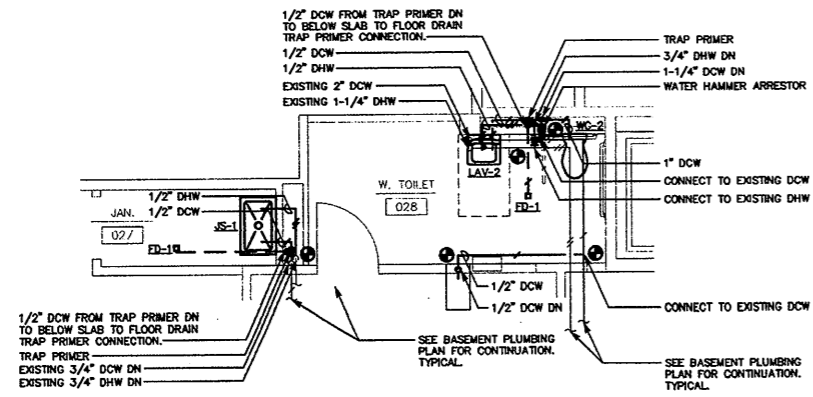 1/2" DCW FROM TRAP PRIMER DN
TO BELOW SLAB TO FLOOR DRAIN
TRAP PRIMER CONNECTION.
1/2" DCW
1/2" DHW
EXISTING 2" DCW
EXISTING 1-1/4" DHW
TRAP PRIMER
3/4" DHW DN
1-1/4" DCW DN
WATER HAMMER ARRESTOR
WC-2
LAV-2
1" DCW
CONNECT TO EXISTING DCW
CONNECT TO EXISTING DHW
W. TOILET
028
FD-1
1/2" DHW
1/2" DCW
JAN.
027
JS-1
FD-1
1/2" DCW
1/2" DCW DN
CONNECT TO EXISTING DCW
1/2" DCW FROM TRAP PRIMER DN
TO BELOW SLAB TO FLOOR DRAIN
TRAP PRIMER CONNECTION.
TRAP PRIMER
EXISTING 3/4" DCW DN
EXISTING 3/4" DHW DN
SEE BASEMENT PLUMBING
PLAN FOR CONTINUATION.
TYPICAL.
SEE BASEMENT PLUMBING
PLAN FOR CONTINUATION.
TYPICAL.